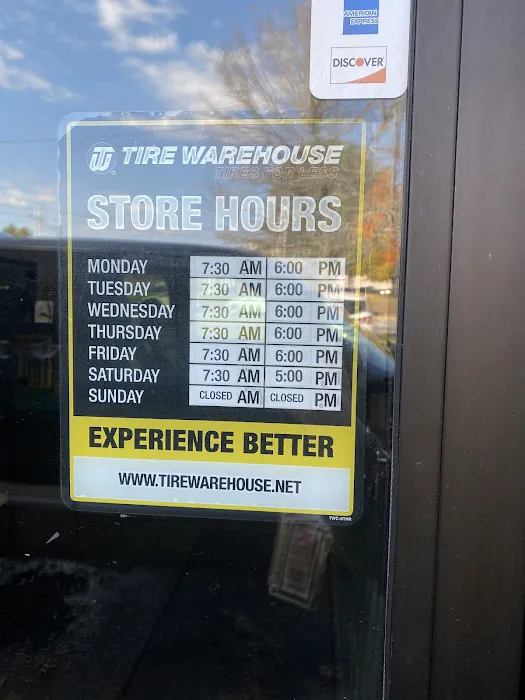 AMERICAN
EXPRESS
DISCOVER
TIRE WAREHOUSE
TIRES FOR LESS
STORE HOURS
MONDAY 7:30 AM 6:00 PM
TUESDAY 7:30 AM 6:00 PM
WEDNESDAY 7:30 AM 6:00 PM
THURSDAY 7:30 AM 6:00 PM
FRIDAY 7:30 AM 6:00 PM
SATURDAY 7:30 AM 5:00 PM
SUNDAY CLOSED AM CLOSED PM
EXPERIENCE BETTER
WWW.TIREWAREHOUSE.NET